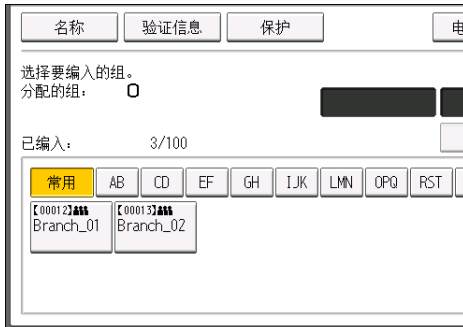 名称 验证信息 保护 电
选择要编入的组。
分配的组： 0
已编入： 3/100
常用 AB CD EF GH IJK LMN OPQ RST
【00012】 【00013】
Branch_01 Branch_02